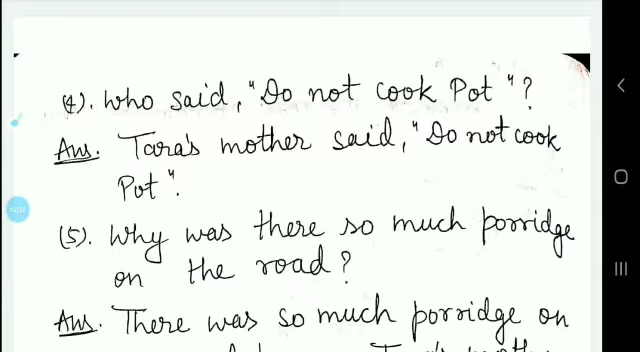 (4). Who said, "Do not cook Pot"?
Ans. Tara's mother said, "Do not cook
Pot".
(5). Why was there so much porridge
on the road?
Ans. There was so much porridge on